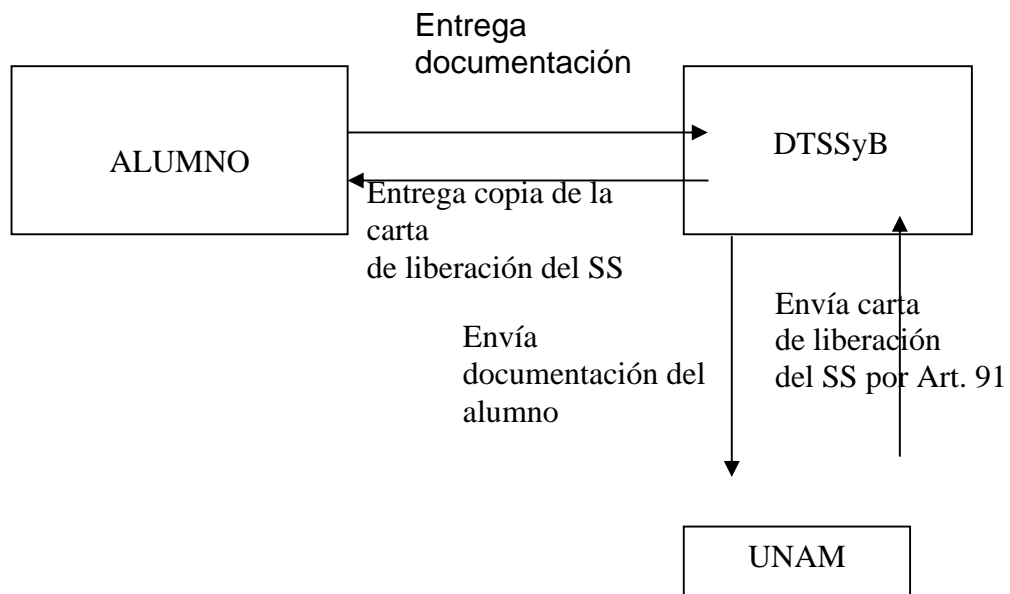 Entrega
documentación
ALUMNO
DTSSyB
Entrega copia de la
carta
de liberación del SS
Envía
documentación del
alumno
Envía carta
de liberación
del SS por Art. 91
UNAM